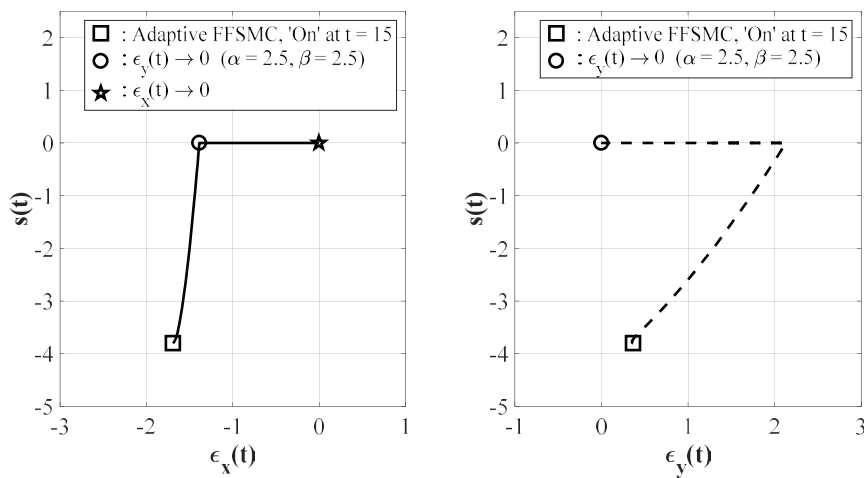 2
1
0
-1
-2
-3
-4
-5
-3
-2
-1
0
1
s(t)
ϵ_x(t)
: Adaptive FFSMC, 'On' at t = 15
: ϵ_y(t) → 0 (α = 2.5, β = 2.5)
: ϵ_x(t) → 0
2
1
0
-1
-2
-3
-4
-5
-1
0
1
2
3
s(t)
ϵ_y(t)
: Adaptive FFSMC, 'On' at t = 15
: ϵ_y(t) → 0 (α = 2.5, β = 2.5)